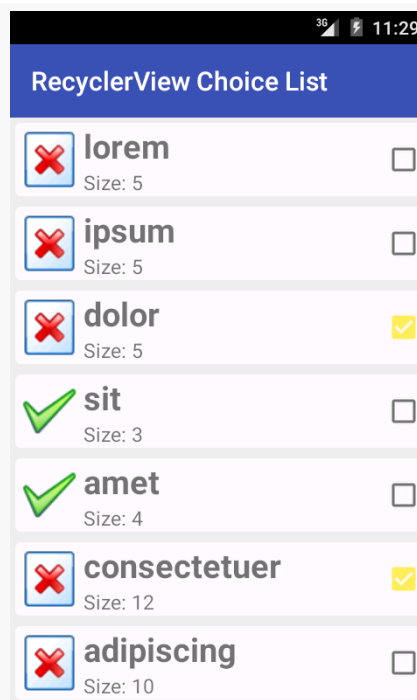 3G 11:29
RecyclerView Choice List
lorem
Size: 5
ipsum
Size: 5
dolor
Size: 5
sit
Size: 3
amet
Size: 4
consectetuer
Size: 12
adipiscing
Size: 10